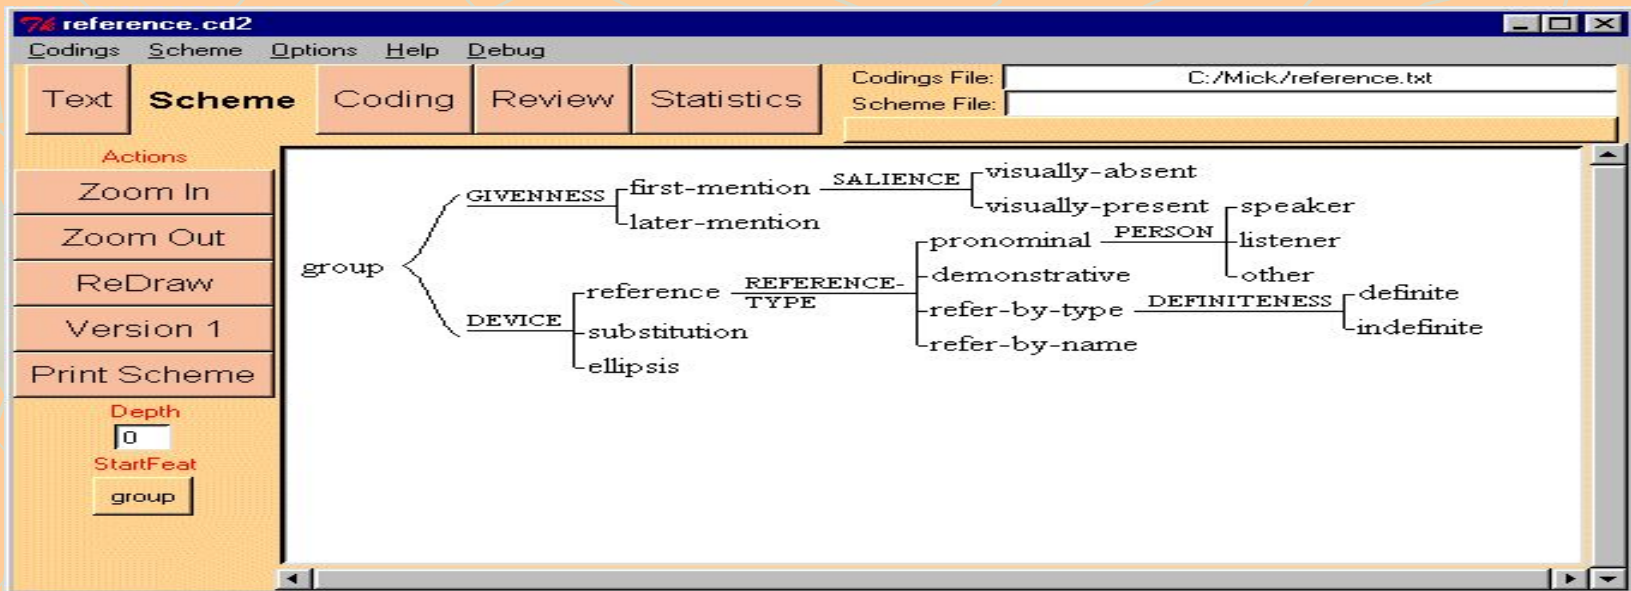 reference.cd2
Codings Scheme Options Help Debug
Text Scheme Coding Review Statistics
Codings File: C:/Mick/reference.txt
Scheme File:
Actions
Zoom In
Zoom Out
ReDraw
Version 1
Print Scheme
Depth
0
StartFeat
group
group
GIVENNESS
first-mention
later-mention
SALIENCE
visually-absent
visually-present
DEVICE
reference
substitution
ellipsis
REFERENCE-
TYPE
pronominal
demonstrative
refer-by-type
refer-by-name
PERSON
speaker
listener
other
DEFINITENESS
definite
indefinite